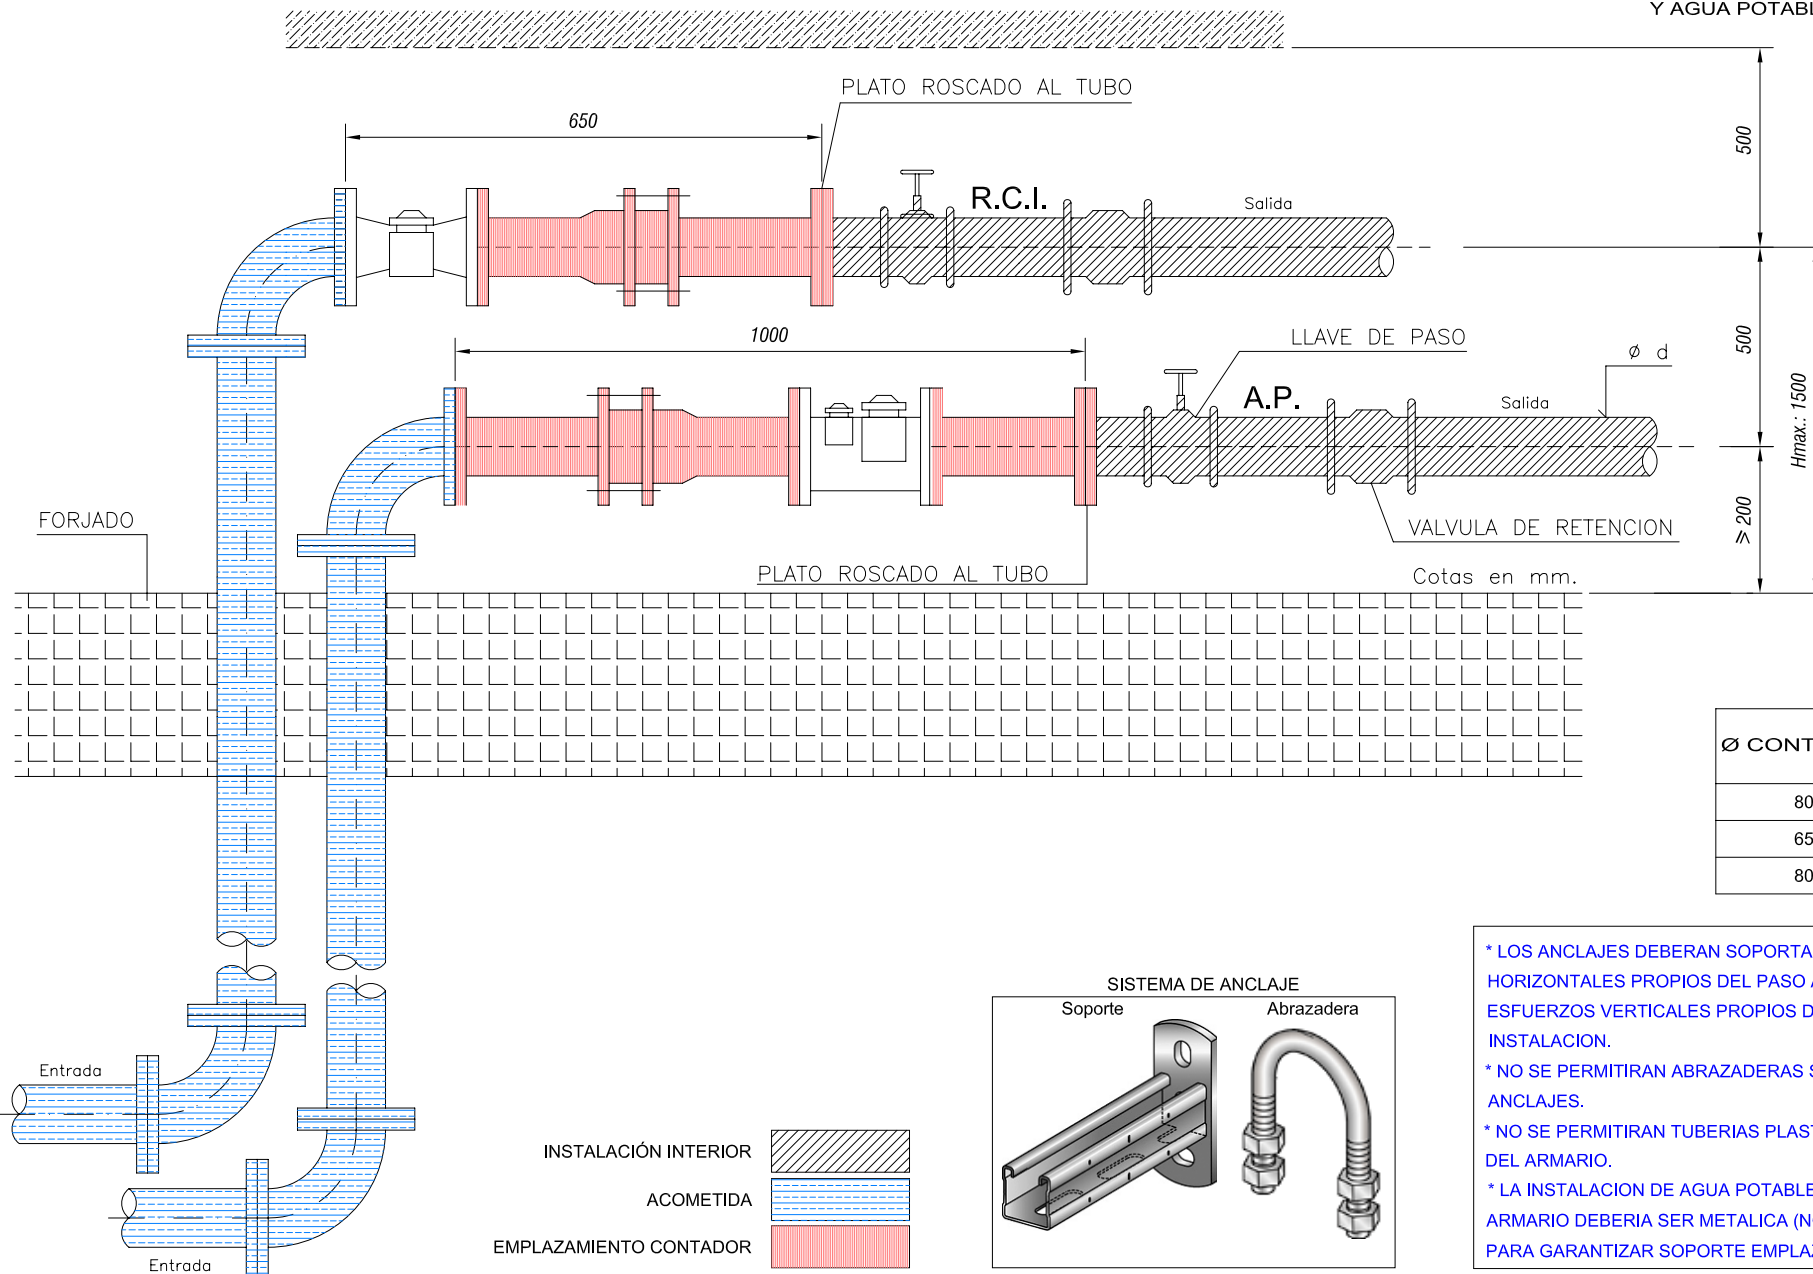 Y AGUA POTABL
PLATO ROSCADO AL TUBO
650
500
R.C.I.
Salida
1000
LLAVE DE PASO
Ø d
500
A.P.
Salida
Hmax.: 1500
FORJADO
VALVULA DE RETENCION
≥ 200
PLATO ROSCADO AL TUBO
Cotas en mm.
Ø CONT
80
65
80
* LOS ANCLAJES DEBERAN SOPORTA
HORIZONTALES PROPIOS DEL PASO
ESFUERZOS VERTICALES PROPIOS D
INSTALACION.
* NO SE PERMITIRAN ABRAZADERAS S
ANCLAJES.
* NO SE PERMITIRAN TUBERIAS PLAST
DEL ARMARIO.
* LA INSTALACION DE AGUA POTABLE
ARMARIO DEBERIA SER METALICA (NO
PARA GARANTIZAR SOPORTE EMPLAZ
SISTEMA DE ANCLAJE
Soporte Abrazadera
Entrada
Entrada
INSTALACIÓN INTERIOR
ACOMETIDA
EMPLAZAMIENTO CONTADOR